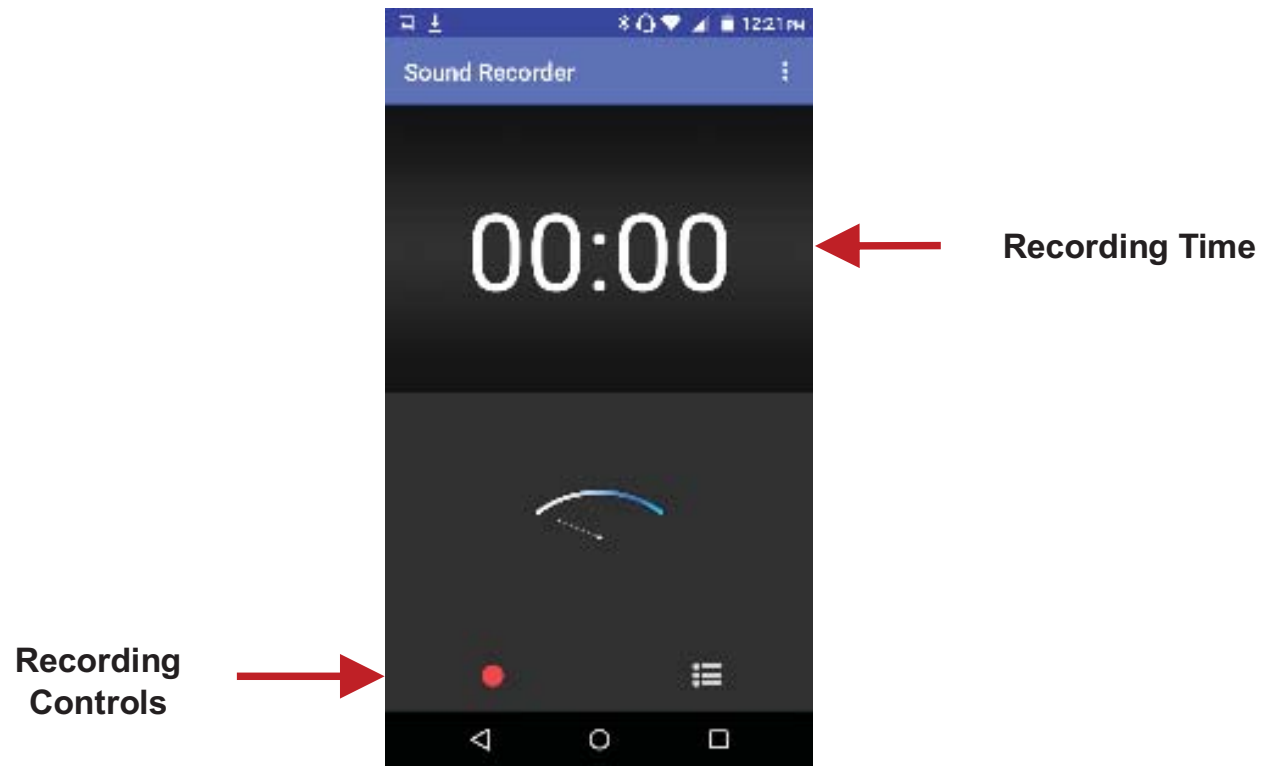 12:21 PM
Sound Recorder
00:00
Recording Time
Recording
Controls